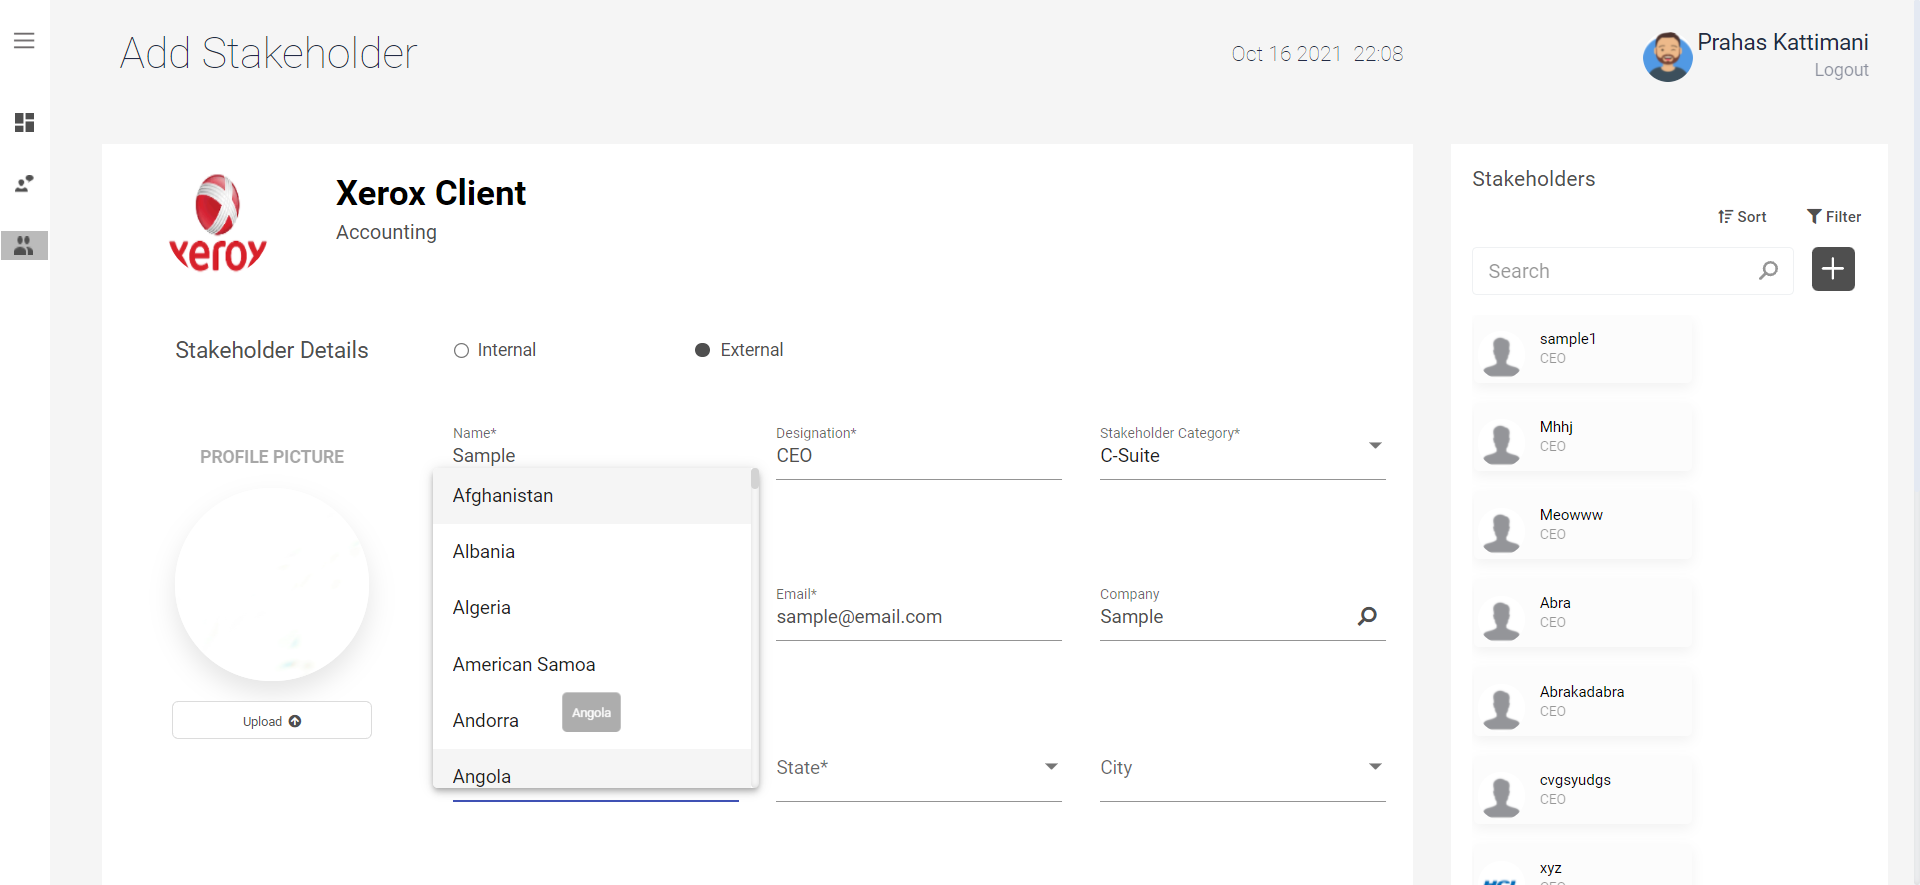 Add Stakeholder
Oct 16 2021 22:08
Prahas Kattimani
Logout
xerox
Xerox Client
Accounting
Stakeholder Details
Internal
External
PROFILE PICTURE
Upload
Name*
Sample
Designation*
CEO
Stakeholder Category*
C-Suite
Afghanistan
Albania
Algeria
American Samoa
Andorra
Angola
Angola
Email*
sample@email.com
Company
Sample
State*
City
Stakeholders
Sort
Filter
Search
sample1
CEO
Mhhj
CEO
Meowww
CEO
Abra
CEO
Abrakadabra
CEO
cvgsyudgs
CEO
xyz